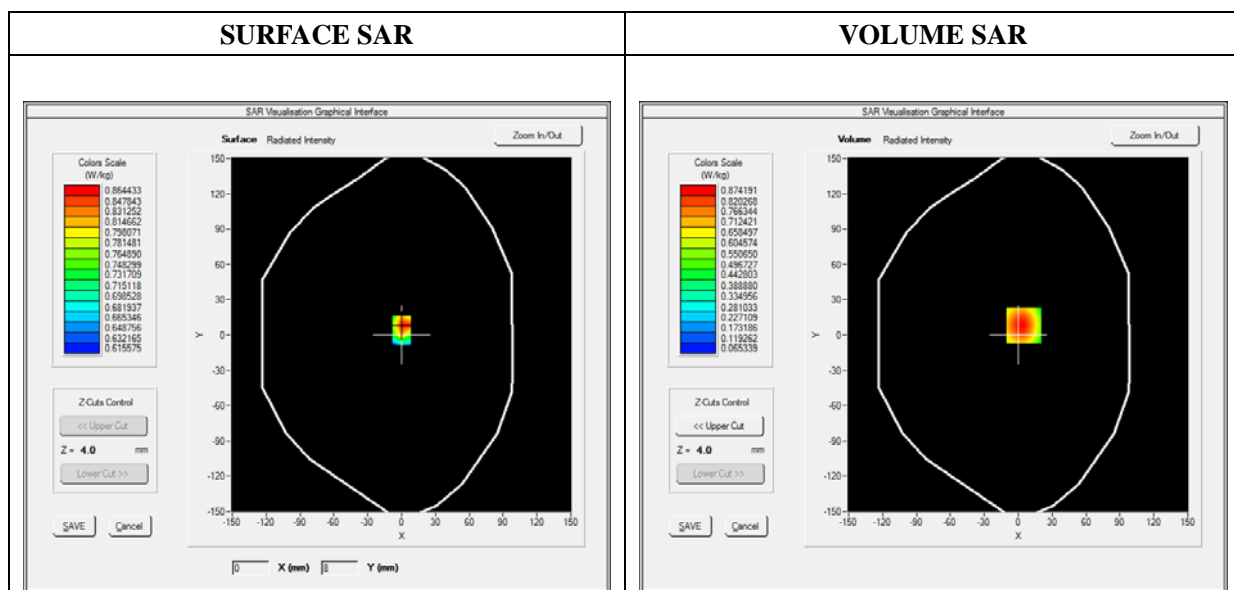 SURFACE SAR
VOLUME SAR
SAR Visualisation Graphical Interface
Surface Radiated Intensity
Zoom In/Out
Colors Scale
(W/kg)
0.864433
0.847843
0.831252
0.814662
0.798071
0.781481
0.764890
0.748299
0.731709
0.715118
0.698528
0.681937
0.665346
0.648756
0.632165
0.615575
150
120
90
60
30
0
-30
-60
-90
-120
-150
Y
-150 -120 -90 -60 -30 0 30 60 90 120 150
X
Z-Cuts Control
<< Upper Cut
Z = 4.0 mm
Lower Cut >>
SAVE Cancel
0 X (mm) 8 Y (mm)
SAR Visualisation Graphical Interface
Volume Radiated Intensity
Zoom In/Out
Colors Scale
(W/kg)
0.874191
0.820268
0.766344
0.712421
0.658497
0.604574
0.550650
0.496727
0.442803
0.388880
0.334956
0.281033
0.227109
0.173186
0.119262
0.065339
150
120
90
60
30
0
-30
-60
-90
-120
-150
Y
-150 -120 -90 -60 -30 0 30 60 90 120 150
X
Z-Cuts Control
<< Upper Cut
Z = 4.0 mm
Lower Cut >>
SAVE Cancel